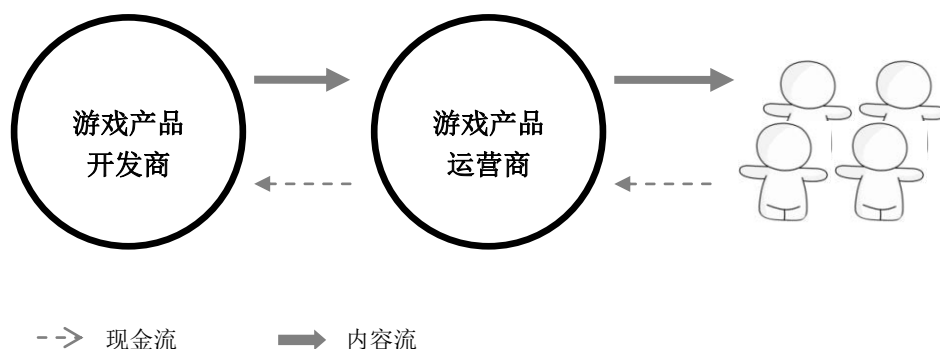 游戏产品
开发商
游戏产品
运营商
现金流
内容流